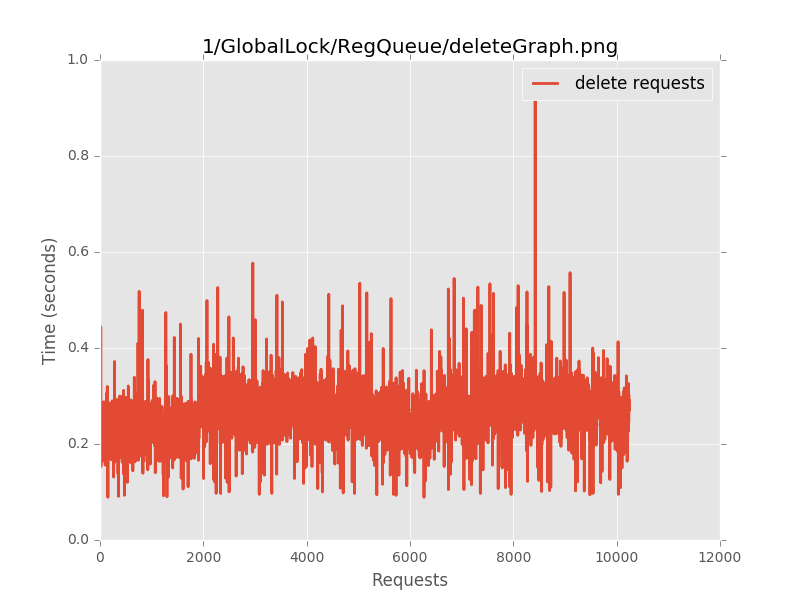 1/GlobalLock/RegQueue/deleteGraph.png
delete requests
1.0
0.8
0.6
0.4
0.2
0.0
Time (seconds)
0 2000 4000 6000 8000 10000 12000
Requests